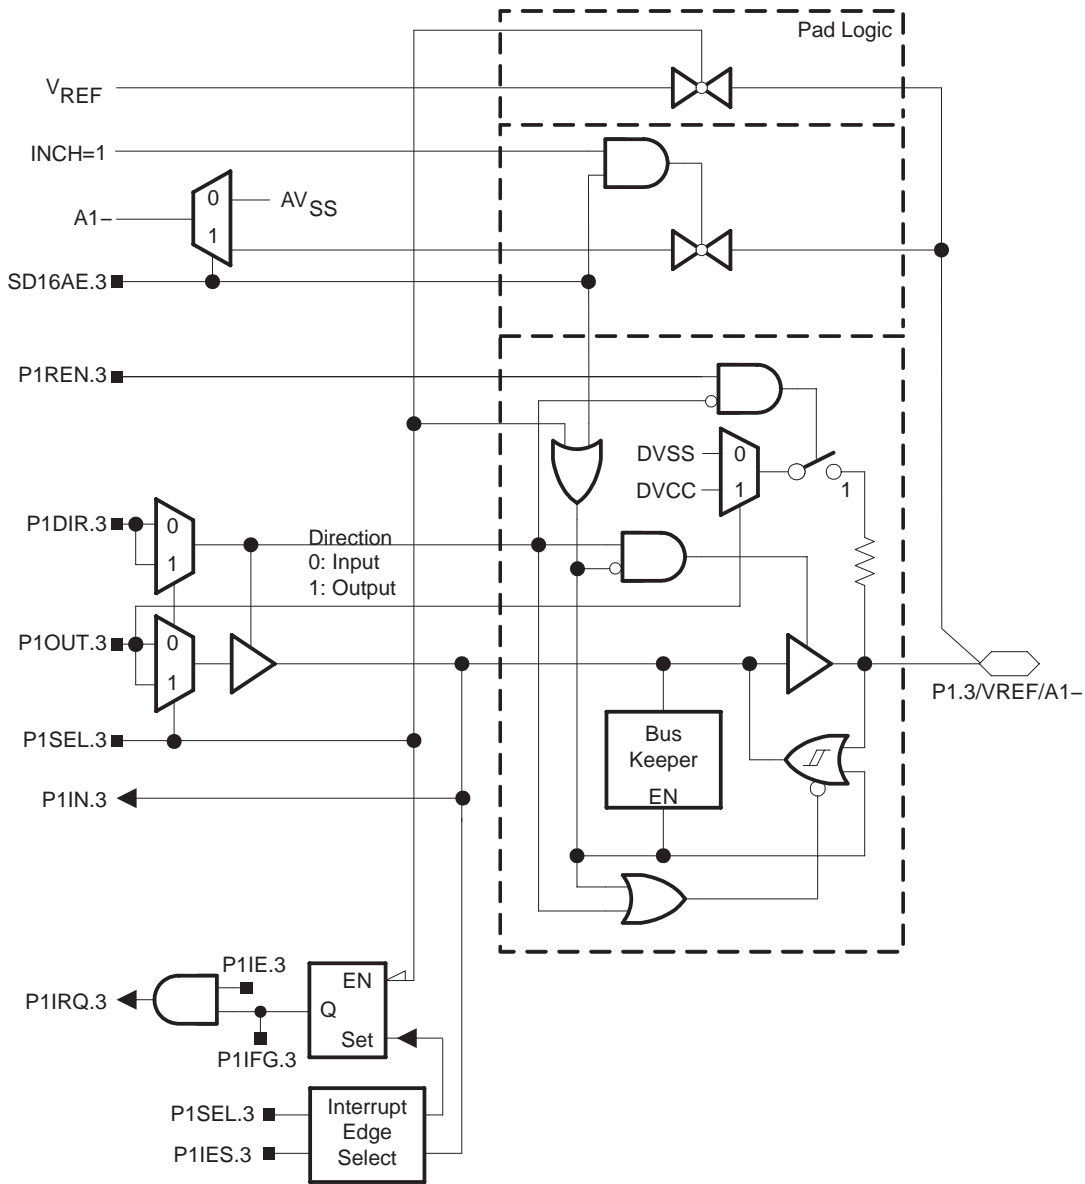 Pad Logic
VREF
INCH=1
0
AVSS
A1–
1
SD16AE.3
P1REN.3
DVSS
0
DVCC
1
1
P1DIR.3
0
1
Direction
0: Input
1: Output
P1OUT.3
0
1
P1.3/VREF/A1–
P1SEL.3
Bus
Keeper
EN
P1IN.3
P1IE.3
EN
P1IRQ.3
Q
Set
P1IFG.3
P1SEL.3
P1IES.3
Interrupt
Edge
Select